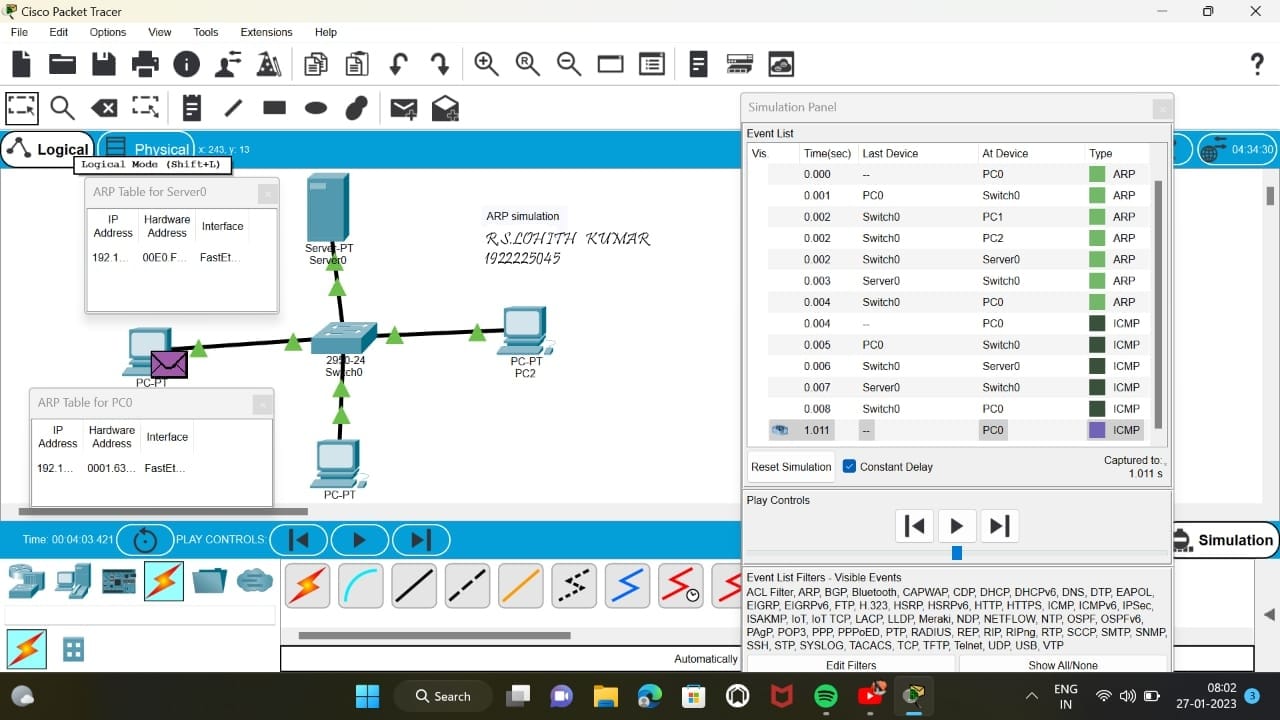 Cisco Packet Tracer
File Edit Options View Tools Extensions Help
Logical
Physical x: 243, y: 13
Logical Mode (Shift+L)
04:34:30
ARP Table for Server0
IP Address Hardware Address Interface
192.1... 00E0.F... FastEt...
Server-PT
Server0
ARP simulation
R.S.LOHITH KUMAR
1922225045
2950-24
Switch0
PC-PT
PC2
PC-PT
ARP Table for PC0
IP Address Hardware Address Interface
192.1... 0001.63... FastEt...
PC-PT
Simulation Panel
Event List
Vis. Time(sec) Last Device At Device Type
0.000 -- PC0 ARP
0.001 PC0 Switch0 ARP
0.002 Switch0 PC1 ARP
0.002 Switch0 PC2 ARP
0.002 Switch0 Server0 ARP
0.003 Server0 Switch0 ARP
0.004 Switch0 PC0 ARP
0.004 -- PC0 ICMP
0.005 PC0 Switch0 ICMP
0.006 Switch0 Server0 ICMP
0.007 Server0 Switch0 ICMP
0.008 Switch0 PC0 ICMP
1.011 -- PC0 ICMP
Reset Simulation Constant Delay Captured to:
1.011 s
Play Controls
Event List Filters - Visible Events
ACL Filter, ARP, BGP, Bluetooth, CAPWAP, CDP, DHCP, DHCPv6, DNS, DTP, EAPOL,
EIGRP, EIGRPv6, FTP, H.323, HSRP, HSRPv6, HTTP, HTTPS, ICMP, ICMPv6, IPSec,
ISAKMP, IoT, IoT TCP, LACP, LLDP, Meraki, NDP, NETFLOW, NTP, OSPF, OSPFv6,
PAgP, POP3, PPP, PPPoED, PTP, RADIUS, REP, RIP, RIPng, RTP, SCCP, SMTP, SNMP,
SSH, STP, SYSLOG, TACACS, TCP, TFTP, Telnet, UDP, USB, VTP
Edit Filters Show All/None
Time: 00:04:03.421 PLAY CONTROLS:
Simulation
Automatically
Search
ENG
IN
08:02
27-01-2023
3